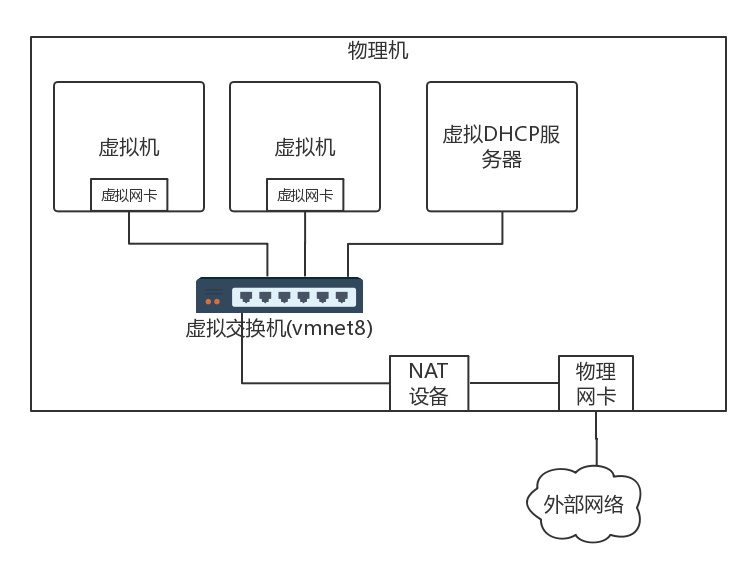 物理机
虚拟机
虚拟网卡
虚拟机
虚拟网卡
虚拟DHCP服
务器
虚拟交换机(vmnet8)
NAT
设备
物理
网卡
外部网络